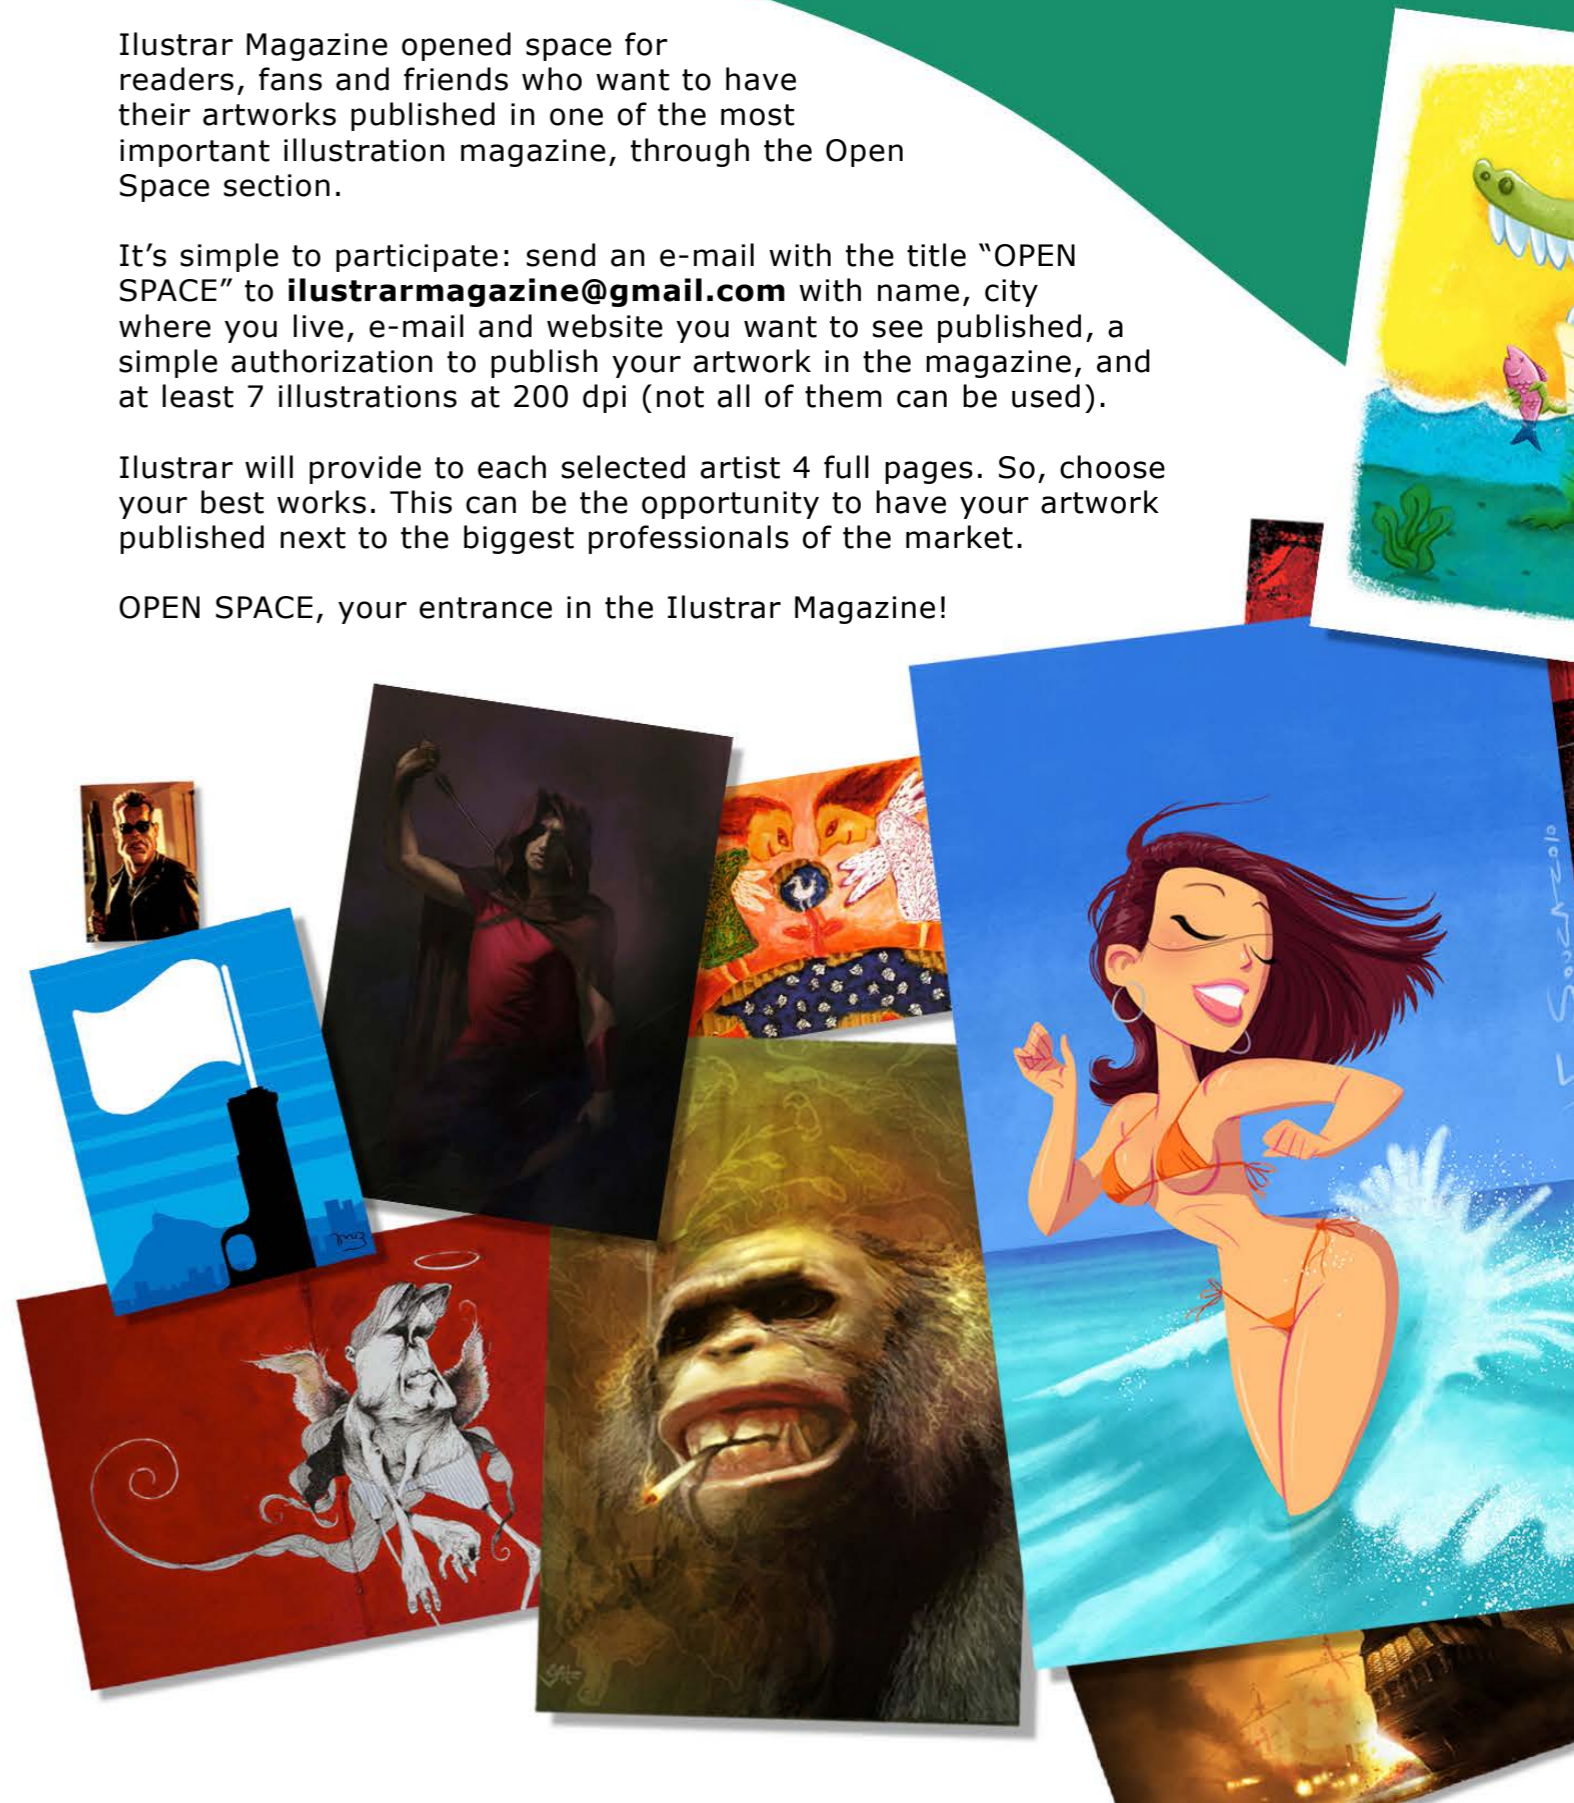 Ilustrar Magazine opened space for
readers, fans and friends who want to have
their artworks published in one of the most
important illustration magazine, through the Open
Space section.
It’s simple to participate: send an e-mail with the title “OPEN
SPACE” to ilustrarmagazine@gmail.com with name, city
where you live, e-mail and website you want to see published, a
simple authorization to publish your artwork in the magazine, and
at least 7 illustrations at 200 dpi (not all of them can be used).
Ilustrar will provide to each selected artist 4 full pages. So, choose
your best works. This can be the opportunity to have your artwork
published next to the biggest professionals of the market.
OPEN SPACE, your entrance in the Ilustrar Magazine!